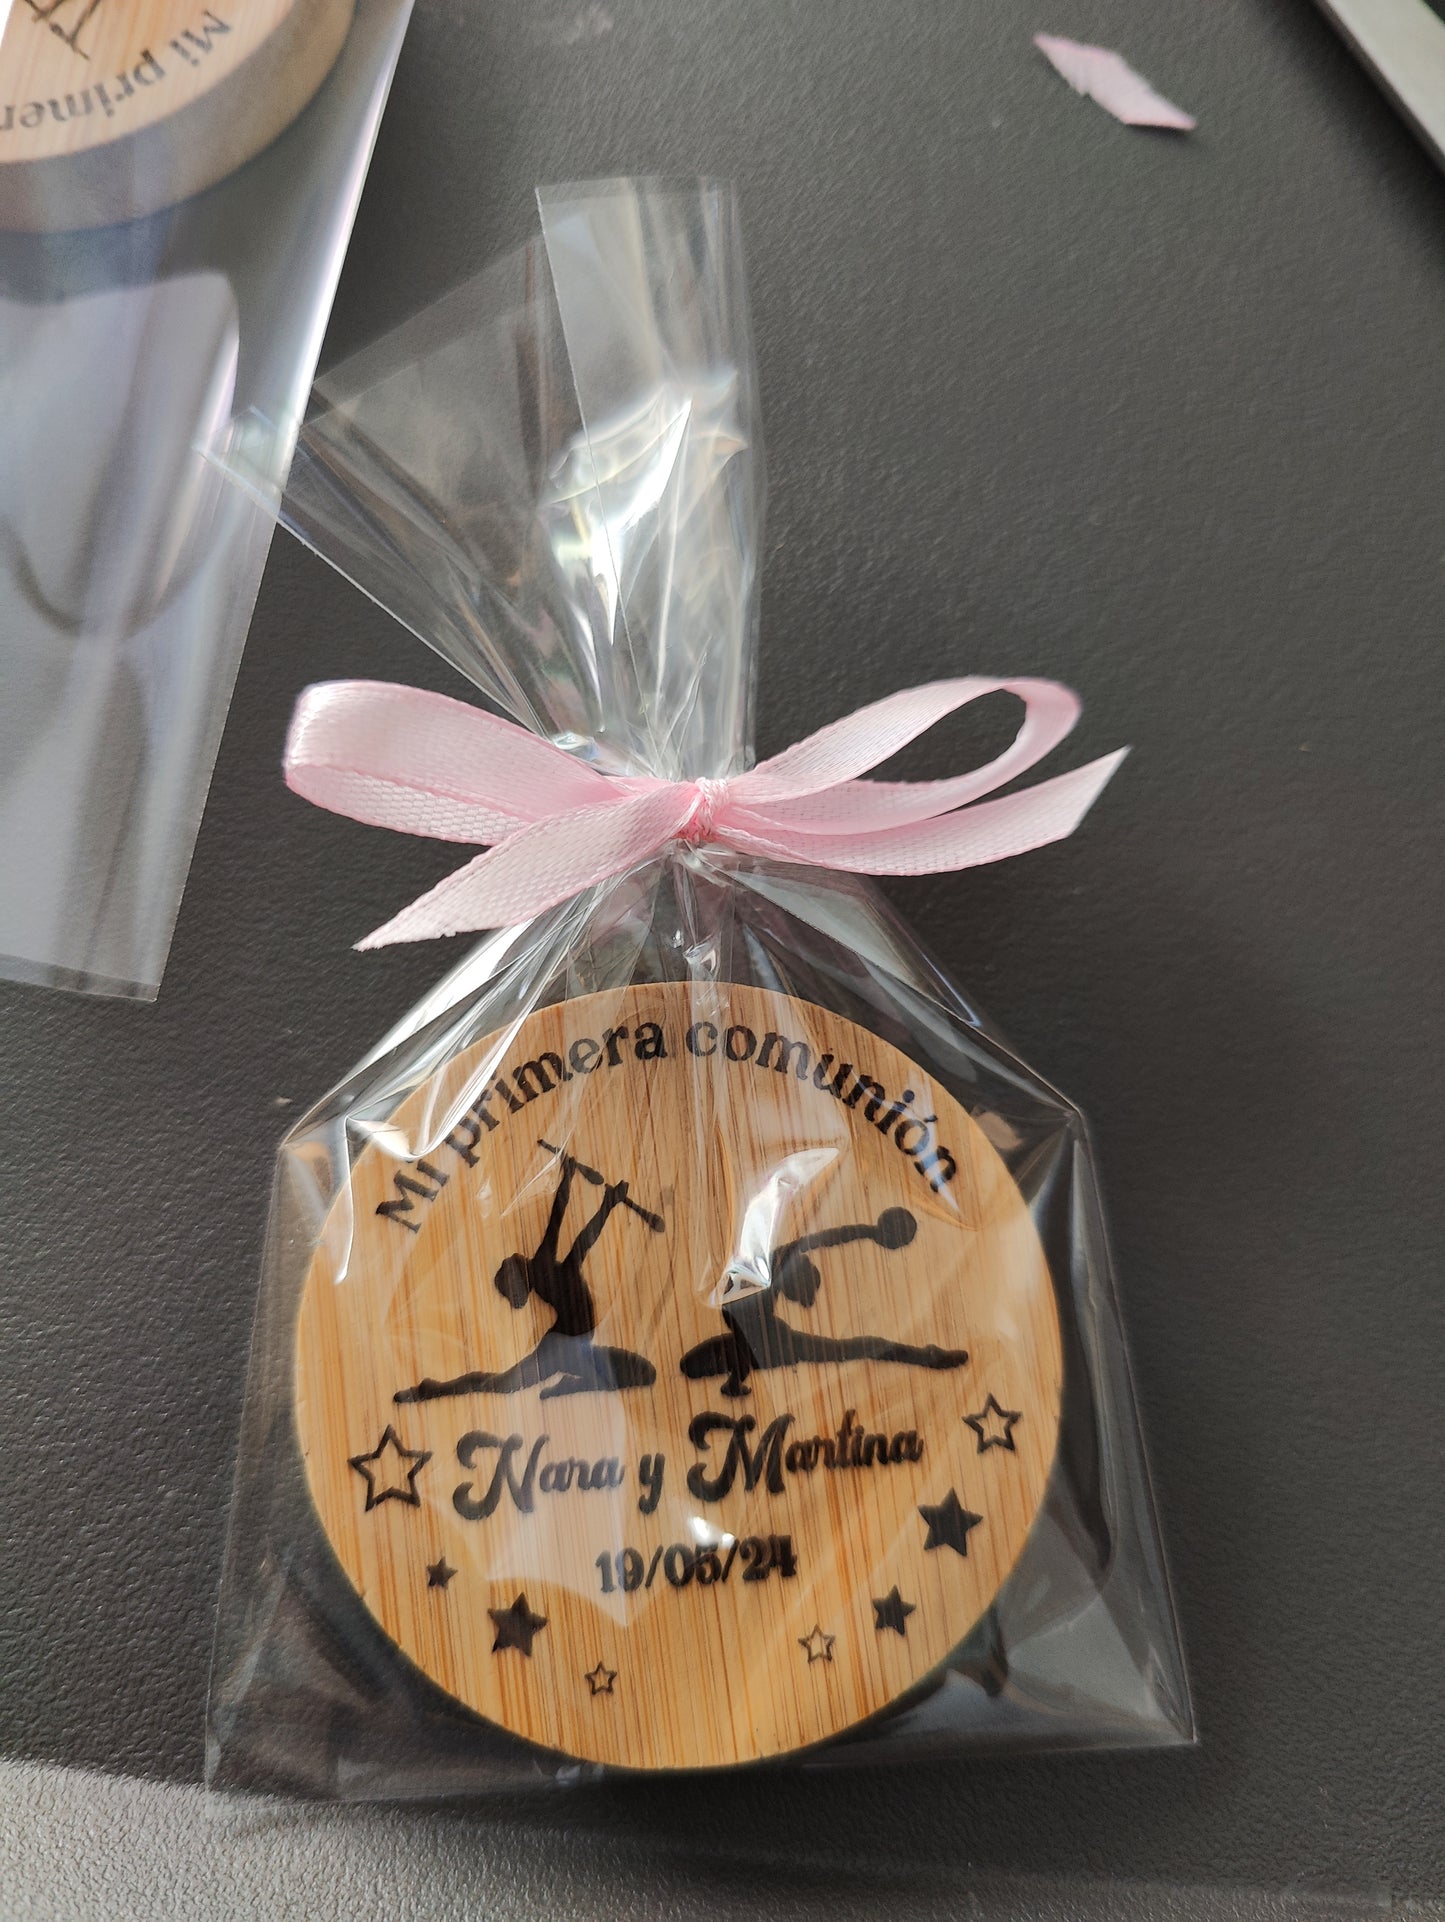 Mi primer
Mi primera comunión
Nara y Martina
19/05/24